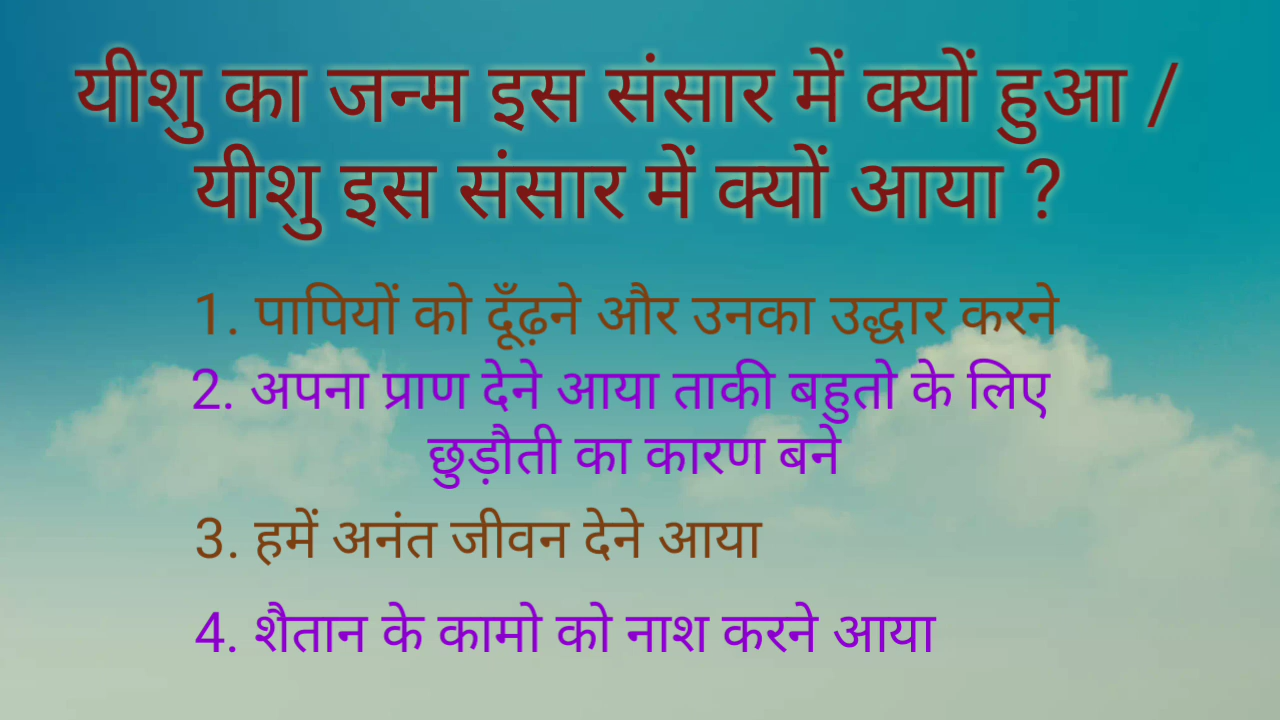 यीशु का जन्म इस संसार में क्यों हुआ /
यीशु इस संसार में क्यों आया ?
1. पापियों को दूँढ़ने और उनका उद्धार करने
2. अपना प्राण देने आया ताकी बहुतो के लिए
छुड़ौती का कारण बने
3. हमें अनंत जीवन देने आया
4. शैतान के कामो को नाश करने आया